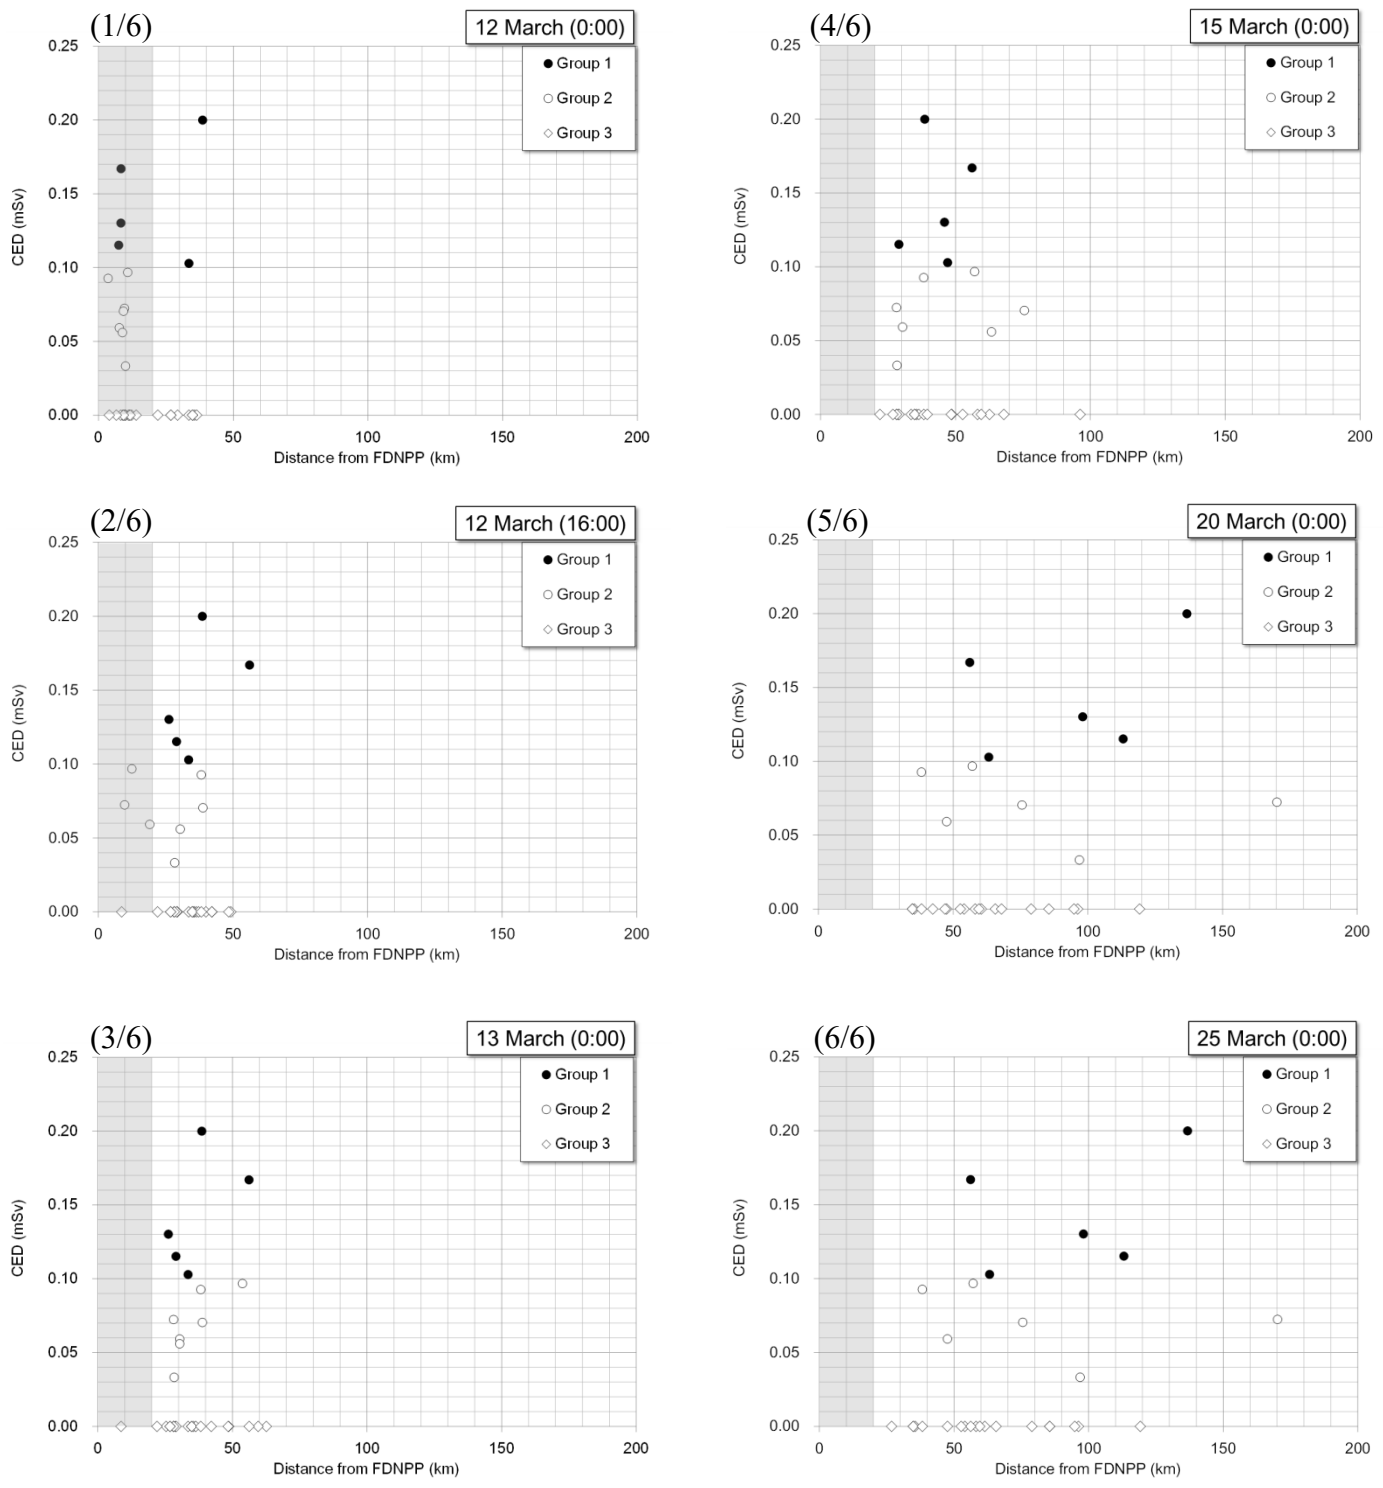 (1/6)
12 March (0:00)
0.25
0.20
0.15
0.10
0.05
0.00
CED (mSv)
Group 1
Group 2
Group 3
0 50 100 150 200
Distance from FDNPP (km)
(4/6)
15 March (0:00)
0.25
0.20
0.15
0.10
0.05
0.00
CED (mSv)
Group 1
Group 2
Group 3
0 50 100 150 200
Distance from FDNPP (km)
(2/6)
12 March (16:00)
0.25
0.20
0.15
0.10
0.05
0.00
CED (mSv)
Group 1
Group 2
Group 3
0 50 100 150 200
Distance from FDNPP (km)
(5/6)
20 March (0:00)
0.25
0.20
0.15
0.10
0.05
0.00
CED (mSv)
Group 1
Group 2
Group 3
0 50 100 150 200
Distance from FDNPP (km)
(3/6)
13 March (0:00)
0.25
0.20
0.15
0.10
0.05
0.00
CED (mSv)
Group 1
Group 2
Group 3
0 50 100 150 200
Distance from FDNPP (km)
(6/6)
25 March (0:00)
0.25
0.20
0.15
0.10
0.05
0.00
CED (mSv)
Group 1
Group 2
Group 3
0 50 100 150 200
Distance from FDNPP (km)